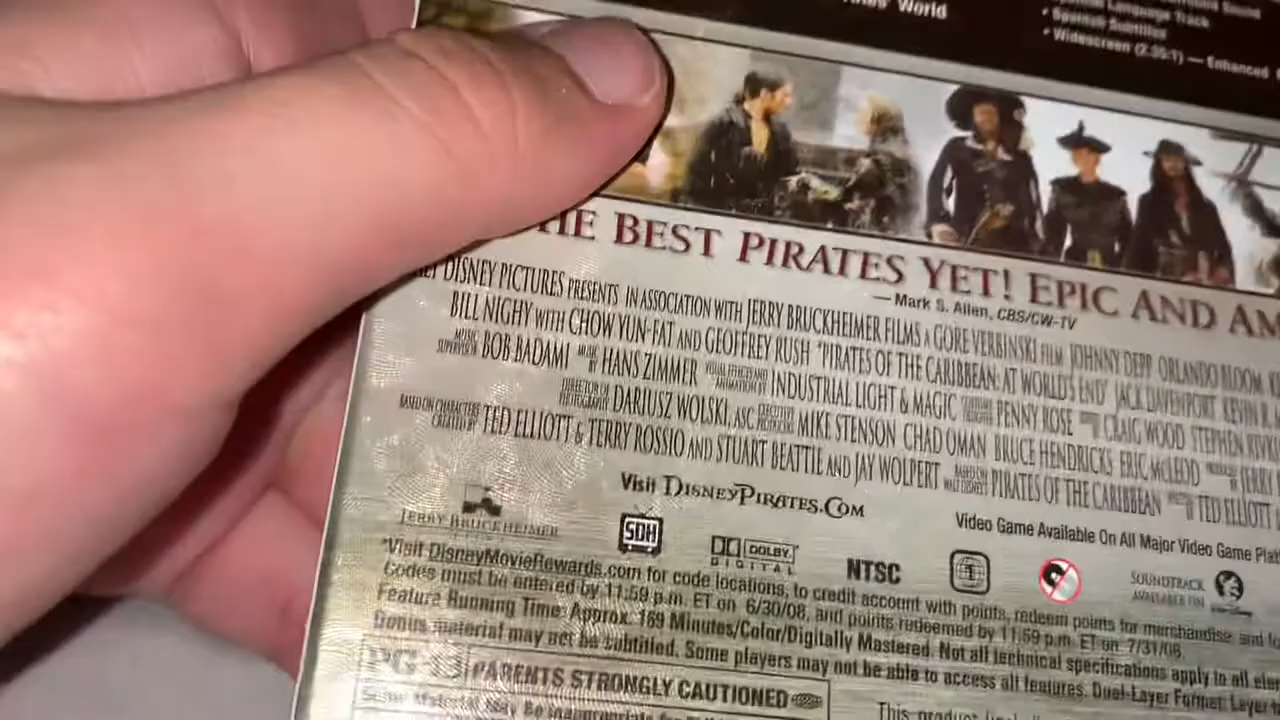 World
Language Track
• Spanish Subtitles
• Widescreen (2.35:1) — Enhanced
THE BEST PIRATES YET! EPIC AND AM
— Mark S. Allen, CBS/CW-TV
DISNEY PICTURES PRESENTS IN ASSOCIATION WITH JERRY BRUCKHEIMER FILMS A GORE VERBINSKI FILM JOHNNY DEPP ORLANDO BLOOM
BILL NIGHY WITH CHOW YUN-FAT AND GEOFFREY RUSH "PIRATES OF THE CARIBBEAN: AT WORLD'S END" JACK DAVENPORT KEVIN R.
MUSIC SUPERVISION BOB BADAMI MUSIC BY HANS ZIMMER VISUAL EFFECTS AND ANIMATION BY INDUSTRIAL LIGHT & MAGIC PENNY ROSE CRAIG WOOD STEPHEN
DIRECTOR OF PHOTOGRAPHY DARIUSZ WOLSKI, ASC EXECUTIVE PRODUCERS MIKE STENSON CHAD OMAN BRUCE HENDRICKS ERIC McLEOD JERRY
BASED ON CHARACTERS CREATED BY TED ELLIOTT & TERRY ROSSIO AND STUART BEATTIE AND JAY WOLPERT BASED ON WALT DISNEY'S PIRATES OF THE CARIBBEAN TED ELLIOTT
Visit DISNEYPIRATES.COM
Video Game Available On All Major Video Game
JERRY BRUCKHEIMER
SDH
DOLBY DIGITAL
NTSC
1
SOUNDTRACK AVAILABLE ON
*Visit DisneyMovieRewards.com for code locations, to credit account with points, redeem points for merchandise and
Codes must be entered by 11:59 p.m. ET on 6/30/08, and points redeemed by 11:59 p.m. ET on 7/31/08.
Feature Running Time: Approx. 169 Minutes/Color/Digitally Mastered. Not all technical specifications apply to all
Bonus material may not be subtitled. Some players may not be able to access all features. Dual-Layer Format: Layer
PG-13 PARENTS STRONGLY CAUTIONED
Some Material May Be Inappropriate for
This product